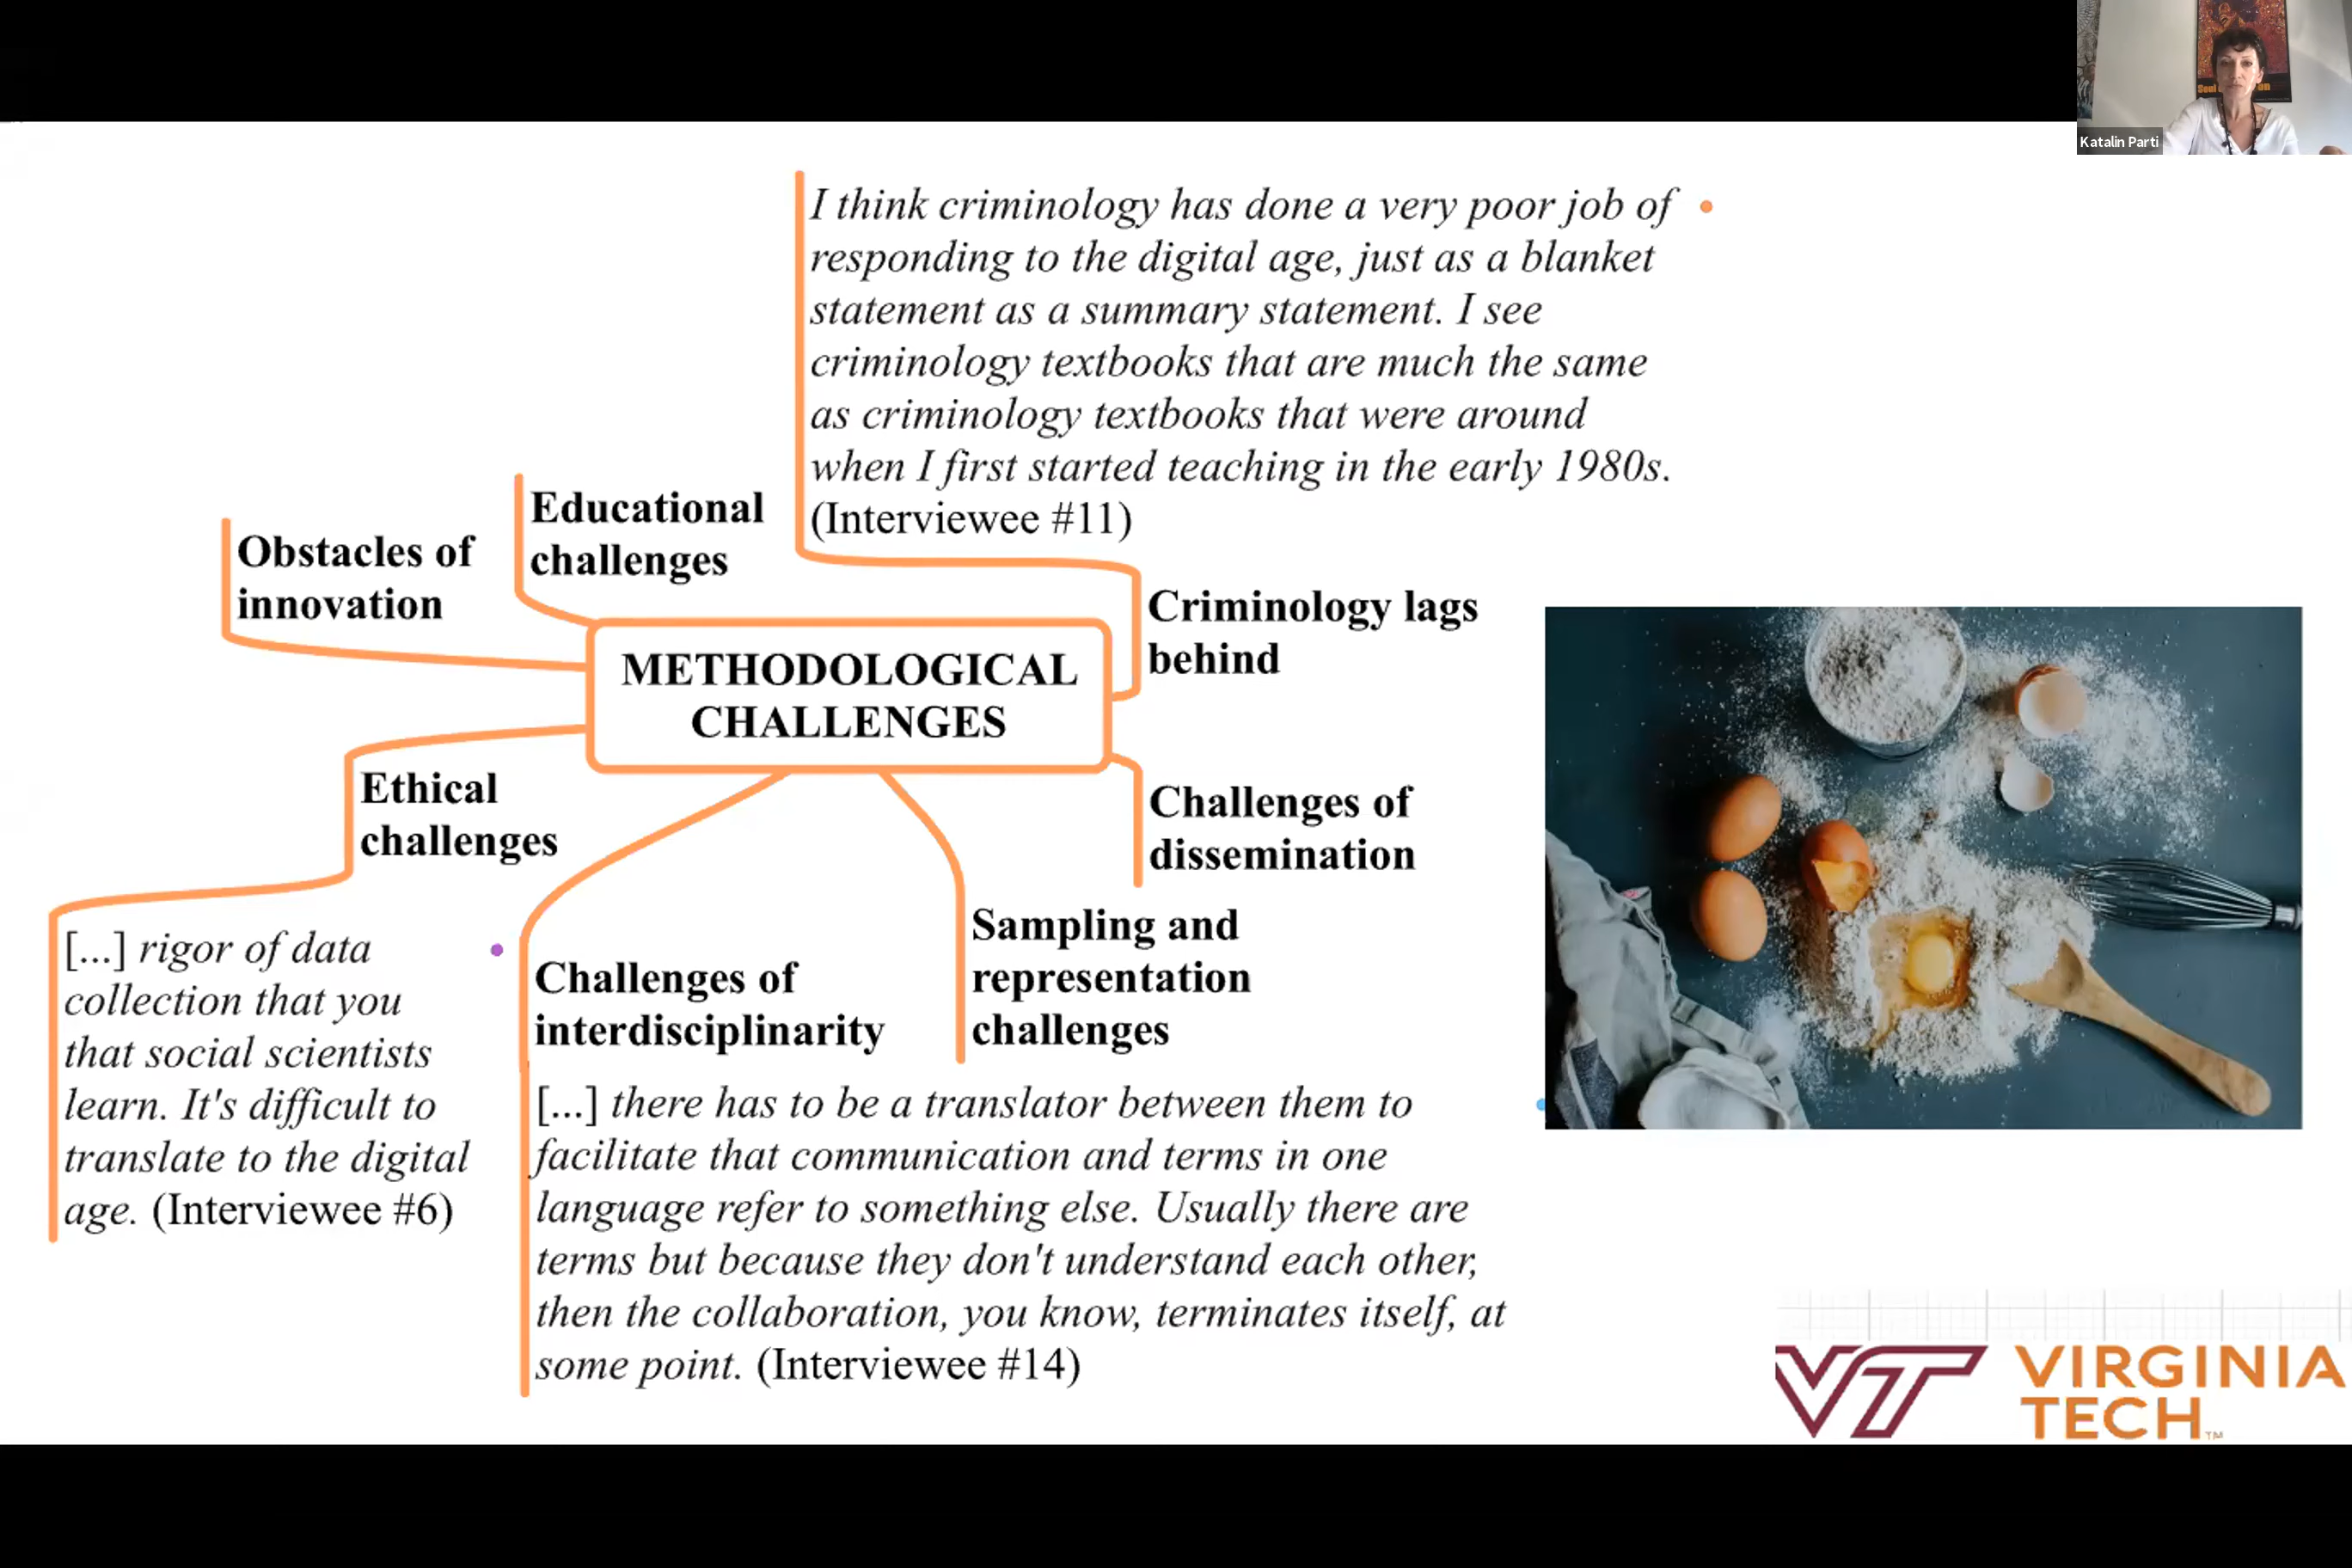 Katalin Parti
I think criminology has done a very poor job of
responding to the digital age, just as a blanket
statement as a summary statement. I see
criminology textbooks that are much the same
as criminology textbooks that were around
when I first started teaching in the early 1980s.
(Interviewee #11)
Educational
challenges
Obstacles of
innovation
Criminology lags
behind
METHODOLOGICAL
CHALLENGES
Ethical
challenges
Challenges of
dissemination
Sampling and
representation
challenges
[...] rigor of data
collection that you
that social scientists
learn. It's difficult to
translate to the digital
age. (Interviewee #6)
Challenges of
interdisciplinarity
[...] there has to be a translator between them to
facilitate that communication and terms in one
language refer to something else. Usually there are
terms but because they don't understand each other,
then the collaboration, you know, terminates itself, at
some point. (Interviewee #14)
VT VIRGINIA
TECH™